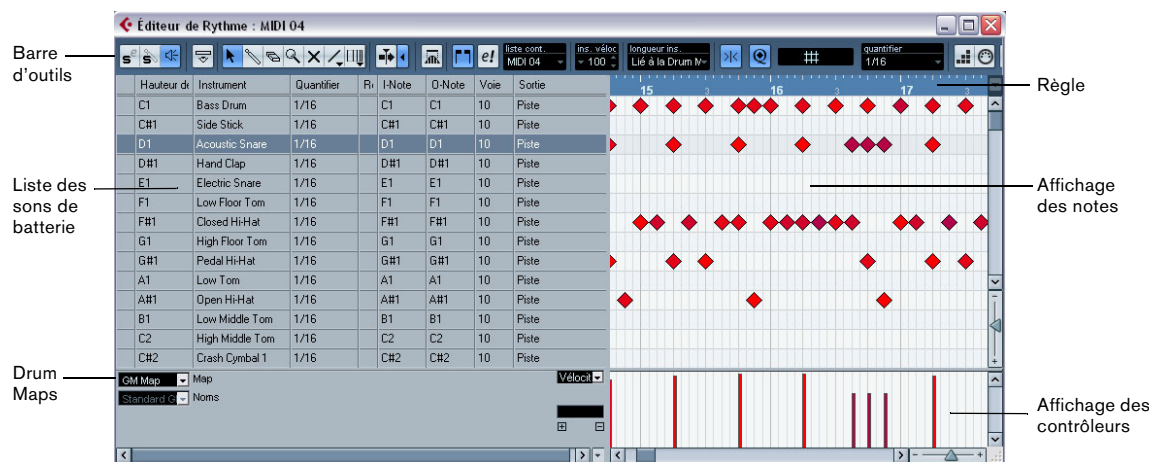 Éditeur de Rythme : MIDI 04
Barre
d'outils
liste cont.
MIDI 04
ins. véloc
100
longueur ins.
Lié à la Drum M
quantifier
1/16
Hauteur de Instrument Quantifier I-Note O-Note Voie Sortie
15 3 16 3 17 3
Règle
C1 Bass Drum 1/16 C1 C1 10 Piste
C#1 Side Stick 1/16 C#1 C#1 10 Piste
D1 Acoustic Snare 1/16 D1 D1 10 Piste
D#1 Hand Clap 1/16 D#1 D#1 10 Piste
E1 Electric Snare 1/16 E1 E1 10 Piste
F1 Low Floor Tom 1/16 F1 F1 10 Piste
F#1 Closed Hi-Hat 1/16 F#1 F#1 10 Piste
G1 High Floor Tom 1/16 G1 G1 10 Piste
G#1 Pedal Hi-Hat 1/16 G#1 G#1 10 Piste
A1 Low Tom 1/16 A1 A1 10 Piste
A#1 Open Hi-Hat 1/16 A#1 A#1 10 Piste
B1 Low Middle Tom 1/16 B1 B1 10 Piste
C2 High Middle Tom 1/16 C2 C2 10 Piste
C#2 Crash Cymbal 1 1/16 C#2 C#2 10 Piste
Liste des
sons de
batterie
Affichage
des notes
Drum
Maps
GM Map Map
Standard G Noms
Vélocit
Affichage des
contrôleurs